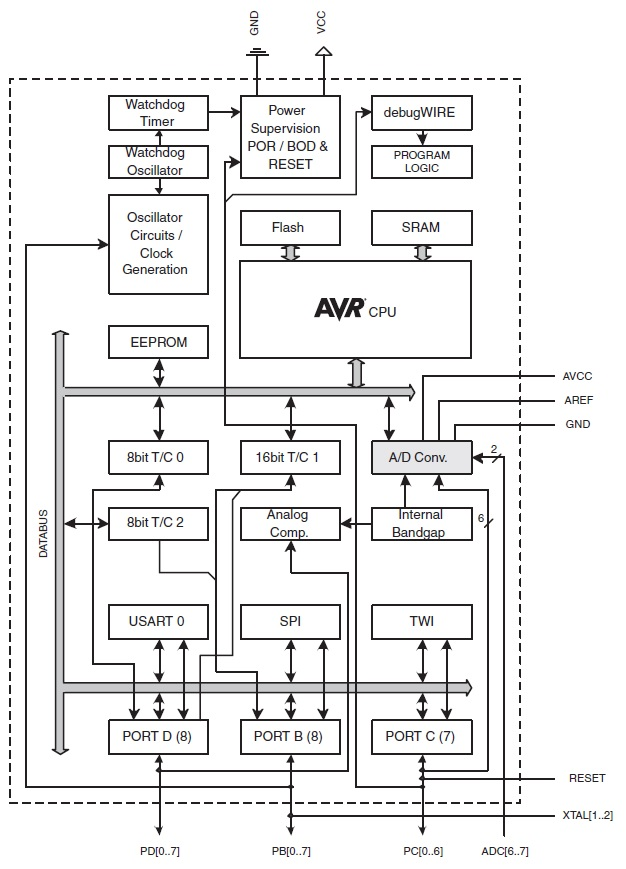 GND
VCC
Watchdog
Timer
Power
Supervision
POR / BOD &
RESET
debugWIRE
Watchdog
Oscillator
PROGRAM
LOGIC
Oscillator
Circuits /
Clock
Generation
Flash
SRAM
AVR CPU
EEPROM
AVCC
AREF
GND
8bit T/C 0
16bit T/C 1
A/D Conv.
2
DATABUS
8bit T/C 2
Analog
Comp.
Internal
Bandgap
6
USART 0
SPI
TWI
PORT D (8)
PORT B (8)
PORT C (7)
RESET
XTAL[1..2]
PD[0..7]
PB[0..7]
PC[0..6]
ADC[6..7]